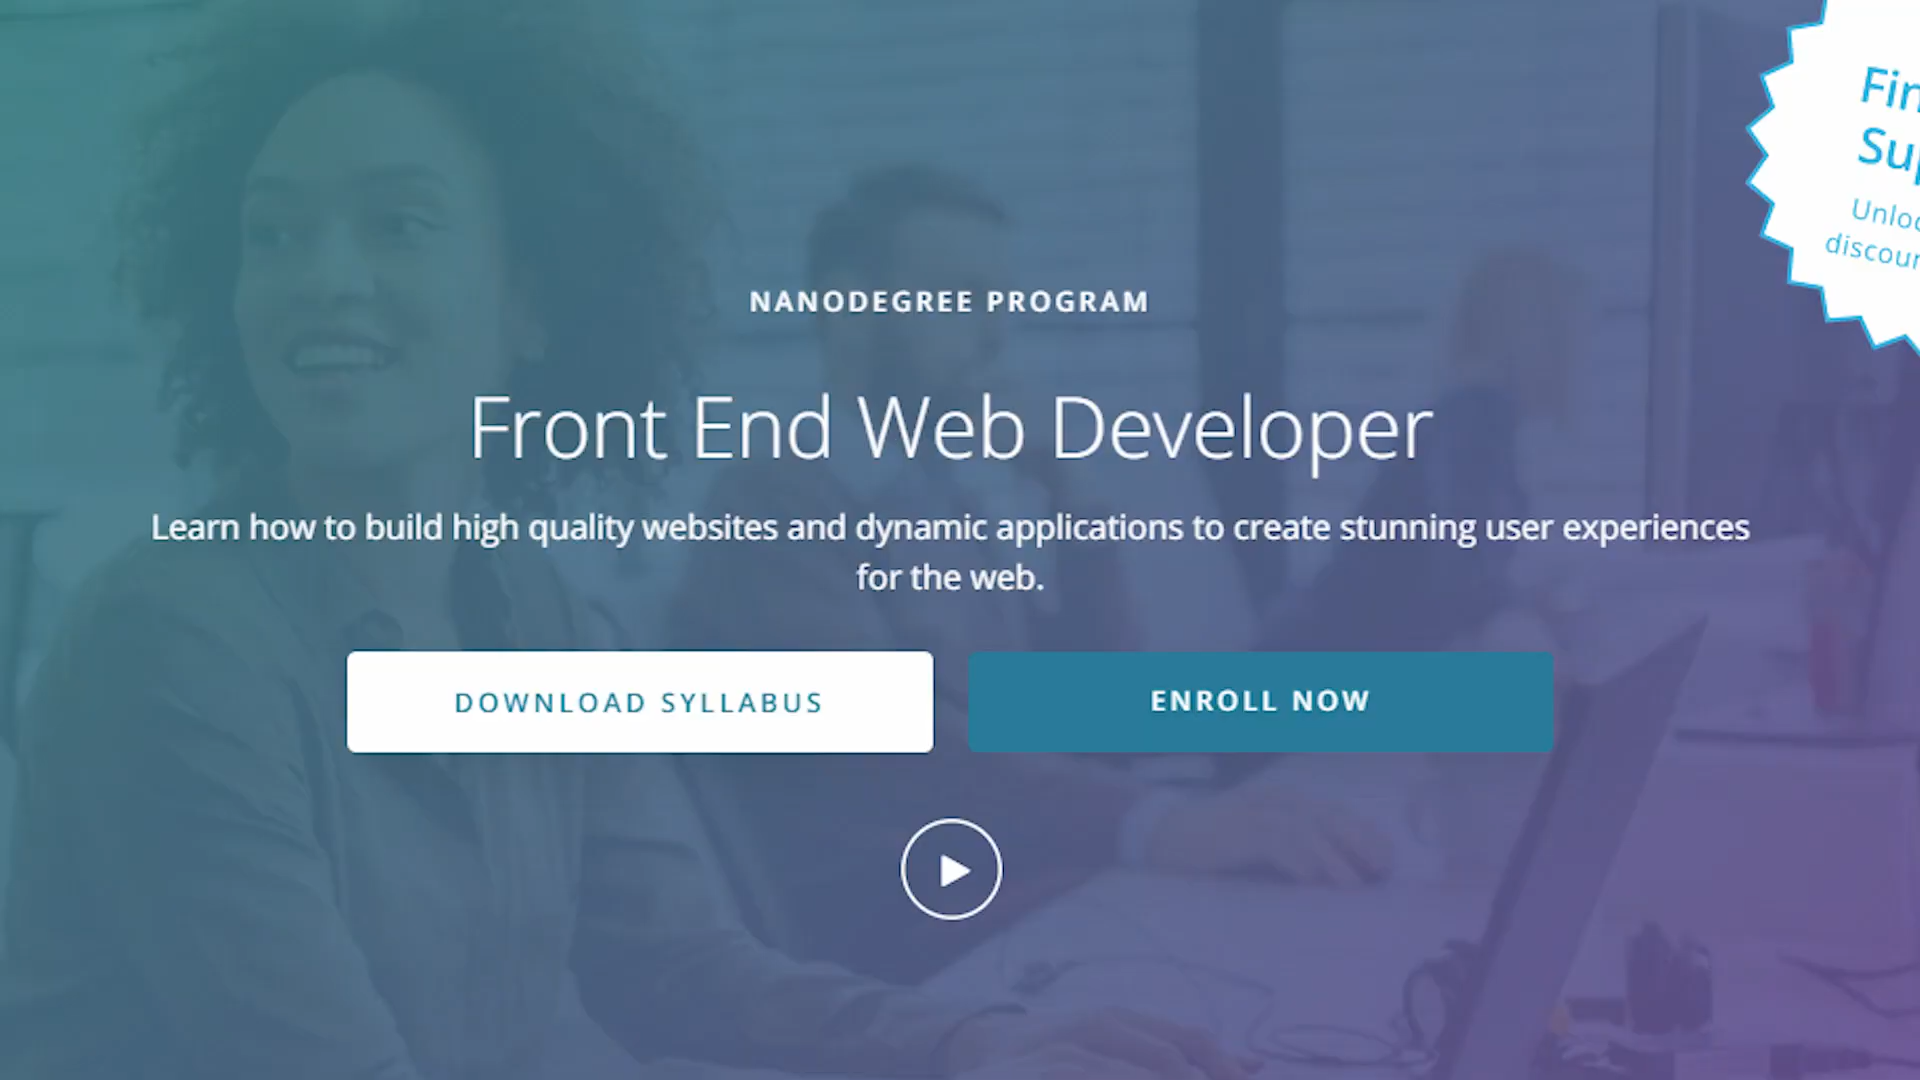 NANODEGREE PROGRAM
Front End Web Developer
Learn how to build high quality websites and dynamic applications to create stunning user experiences
for the web.
DOWNLOAD SYLLABUS
ENROLL NOW